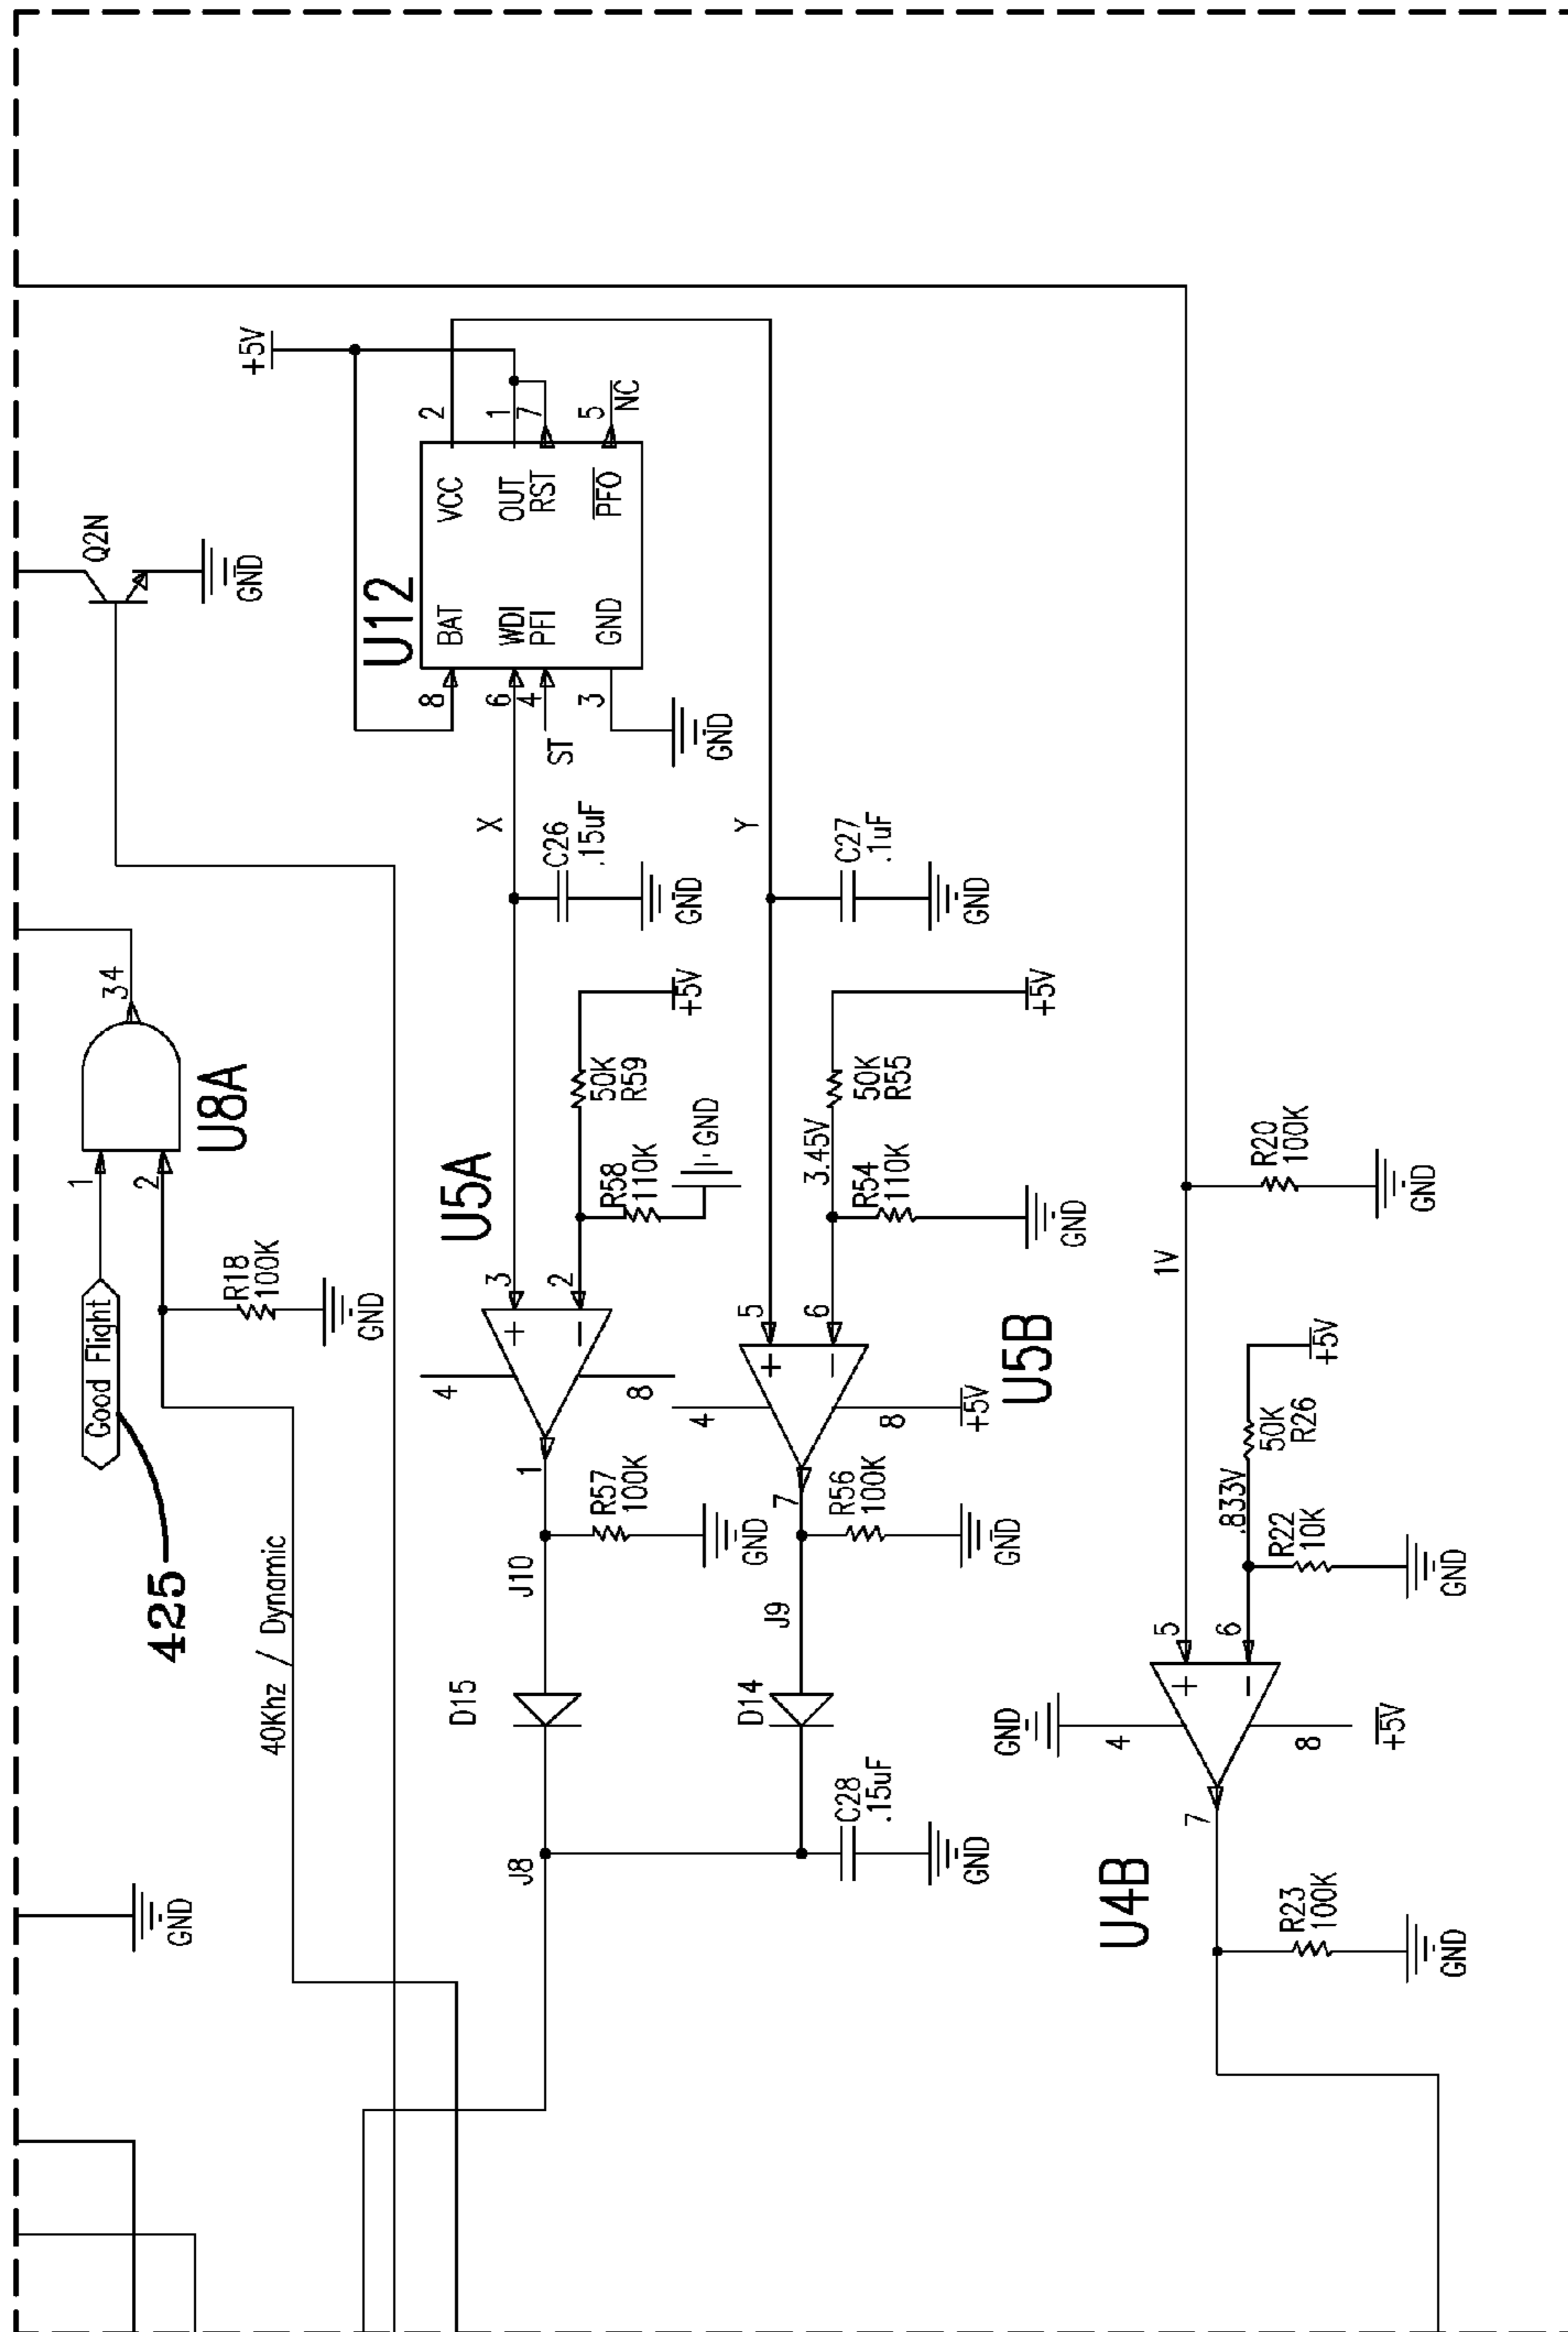 +5V
Q2N
GND
U12
8
6
4
3
BAT
WDI
PFI
GND
VCC
OUT
RST
PFO
2
1
7
5
NC
ST
GND
X
C26
.15uF
GND
Y
C27
.1uF
GND
34
U8A
1
2
Good Flight
425
R18
100K
GND
40Khz / Dynamic
U5A
3
2
+
−
4
8
1
+5V
50K
R59
R58
110K
GND
R57
100K
GND
J10
D15
J8
U5B
5
6
+
−
4
8
+5V
7
+5V
50K
R55
3.45V
R54
110K
GND
R56
100K
GND
J9
D14
C28
.15uF
GND
GND
1V
R20
100K
GND
+5V
50K
R26
.833V
R22
10K
GND
U4B
5
6
+
−
GND
4
8
+5V
7
R23
100K
GND